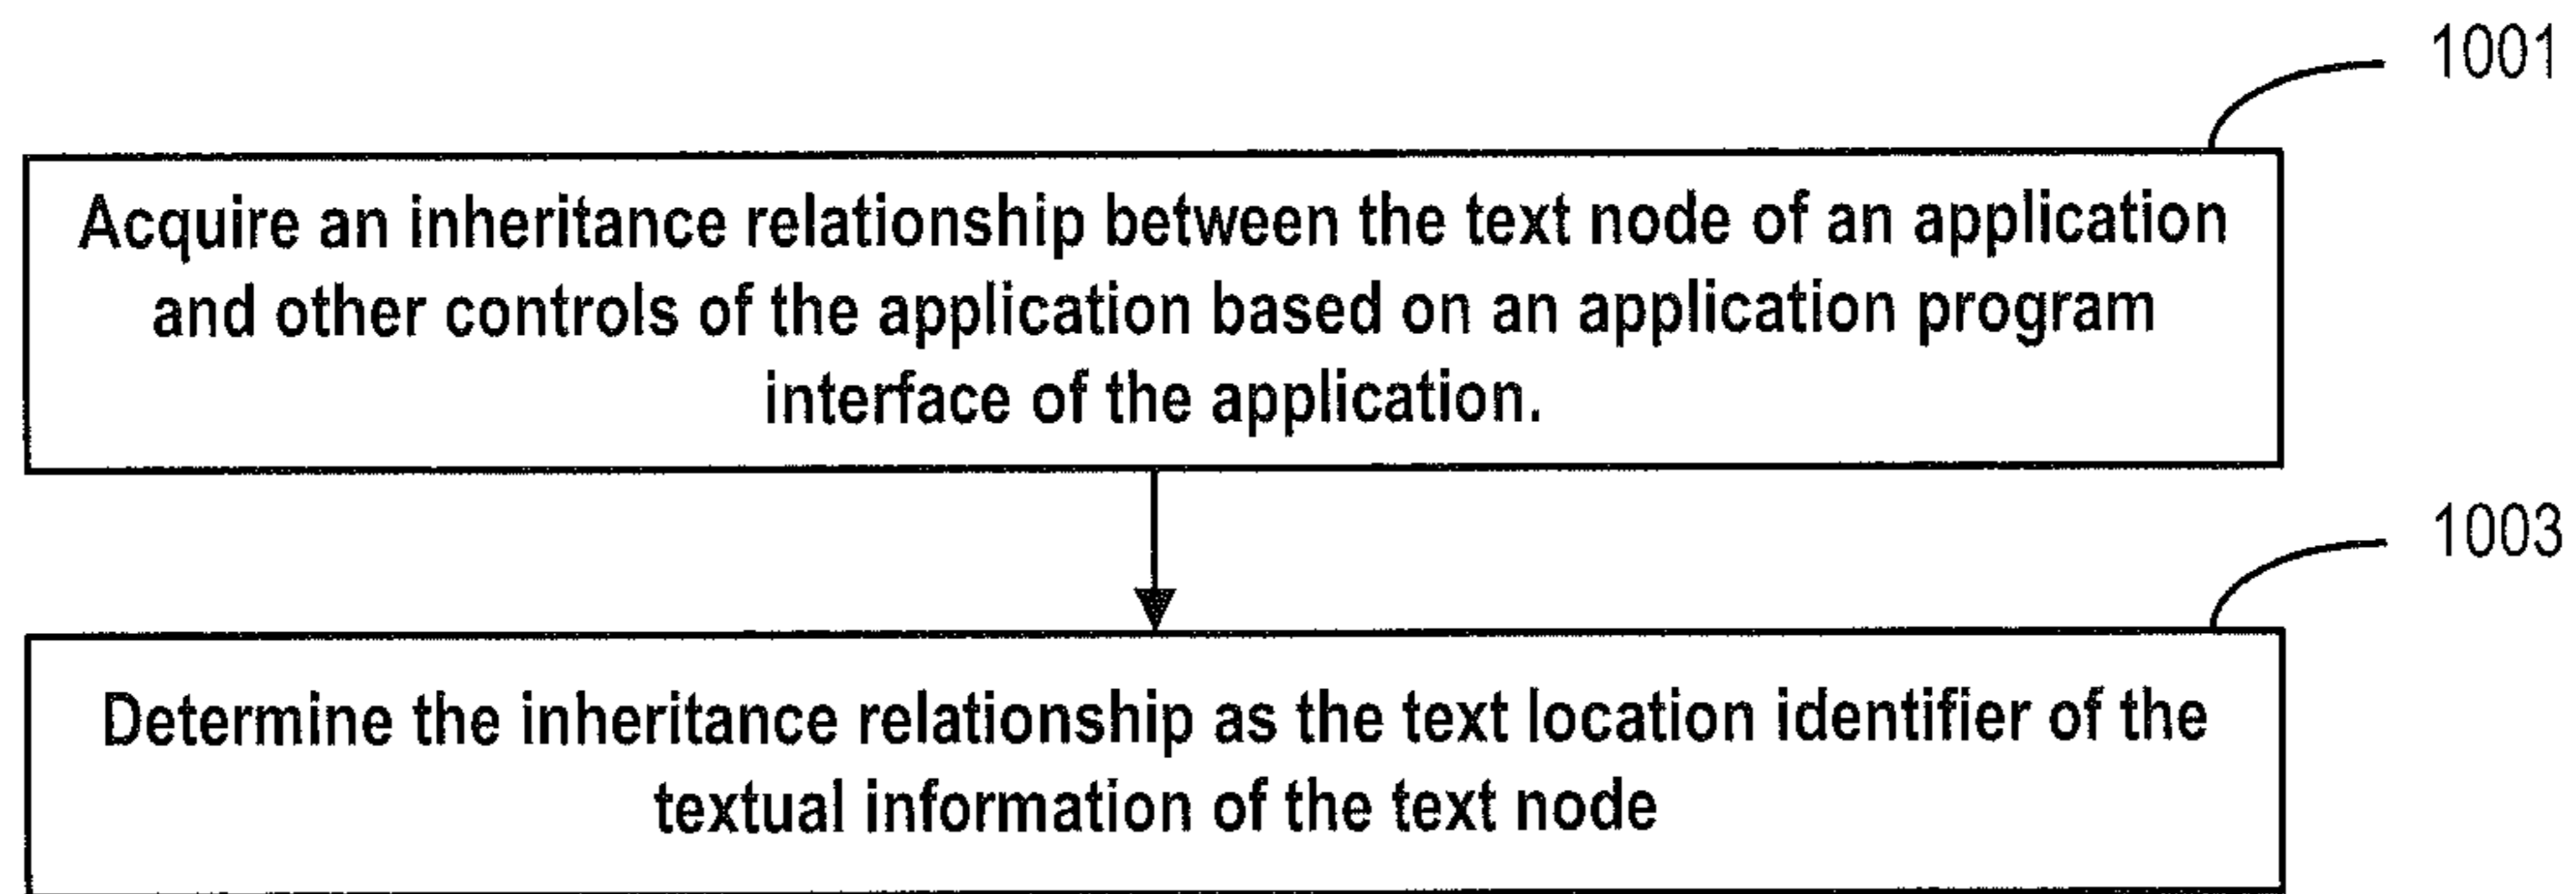 1001
Acquire an inheritance relationship between the text node of an application
and other controls of the application based on an application program
interface of the application.
1003
Determine the inheritance relationship as the text location identifier of the
textual information of the text node